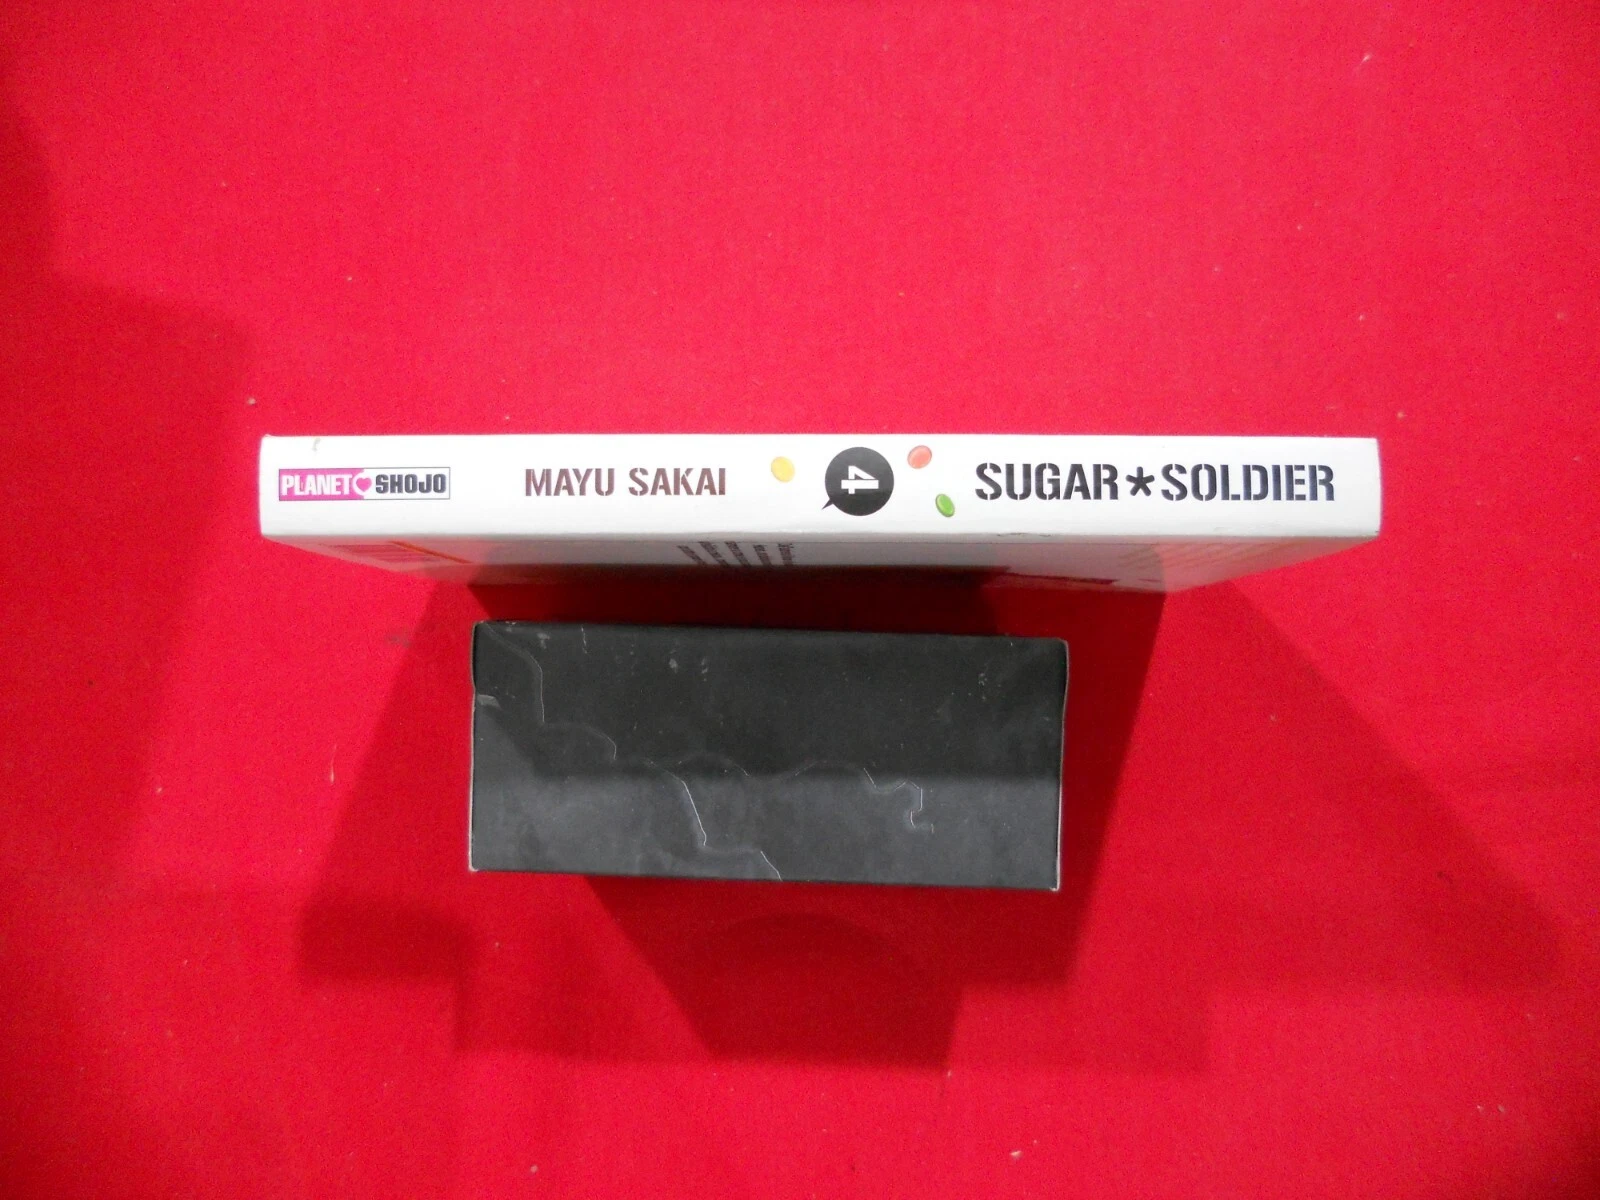 PLANET SHOJO
MAYU SAKAI
4
SUGAR★SOLDIER